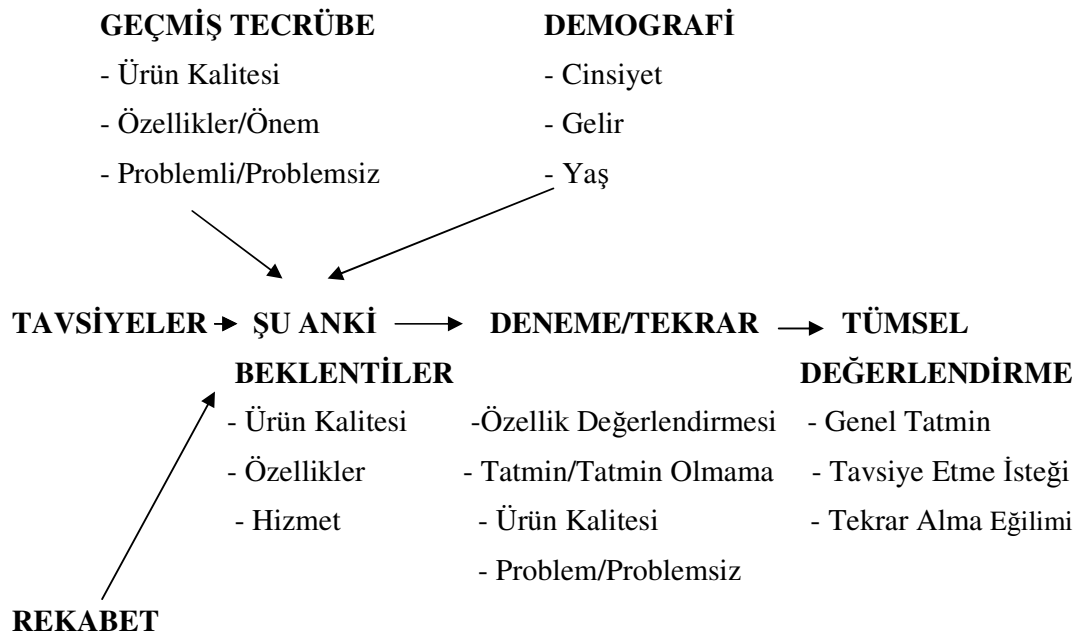 GEÇMİŞ TECRÜBE DEMOGRAFİ
- Ürün Kalitesi - Cinsiyet
- Özellikler/Önem - Gelir
- Problemli/Problemsiz - Yaş
TAVSİYELER ŞU ANKİ DENEME/TEKRAR TÜMSEL
BEKLENTİLER DEĞERLENDİRME
- Ürün Kalitesi -Özellik Değerlendirmesi - Genel Tatmin
- Özellikler - Tatmin/Tatmin Olmama - Tavsiye Etme İsteği
- Hizmet - Ürün Kalitesi - Tekrar Alma Eğilimi
- Problem/Problemsiz
REKABET